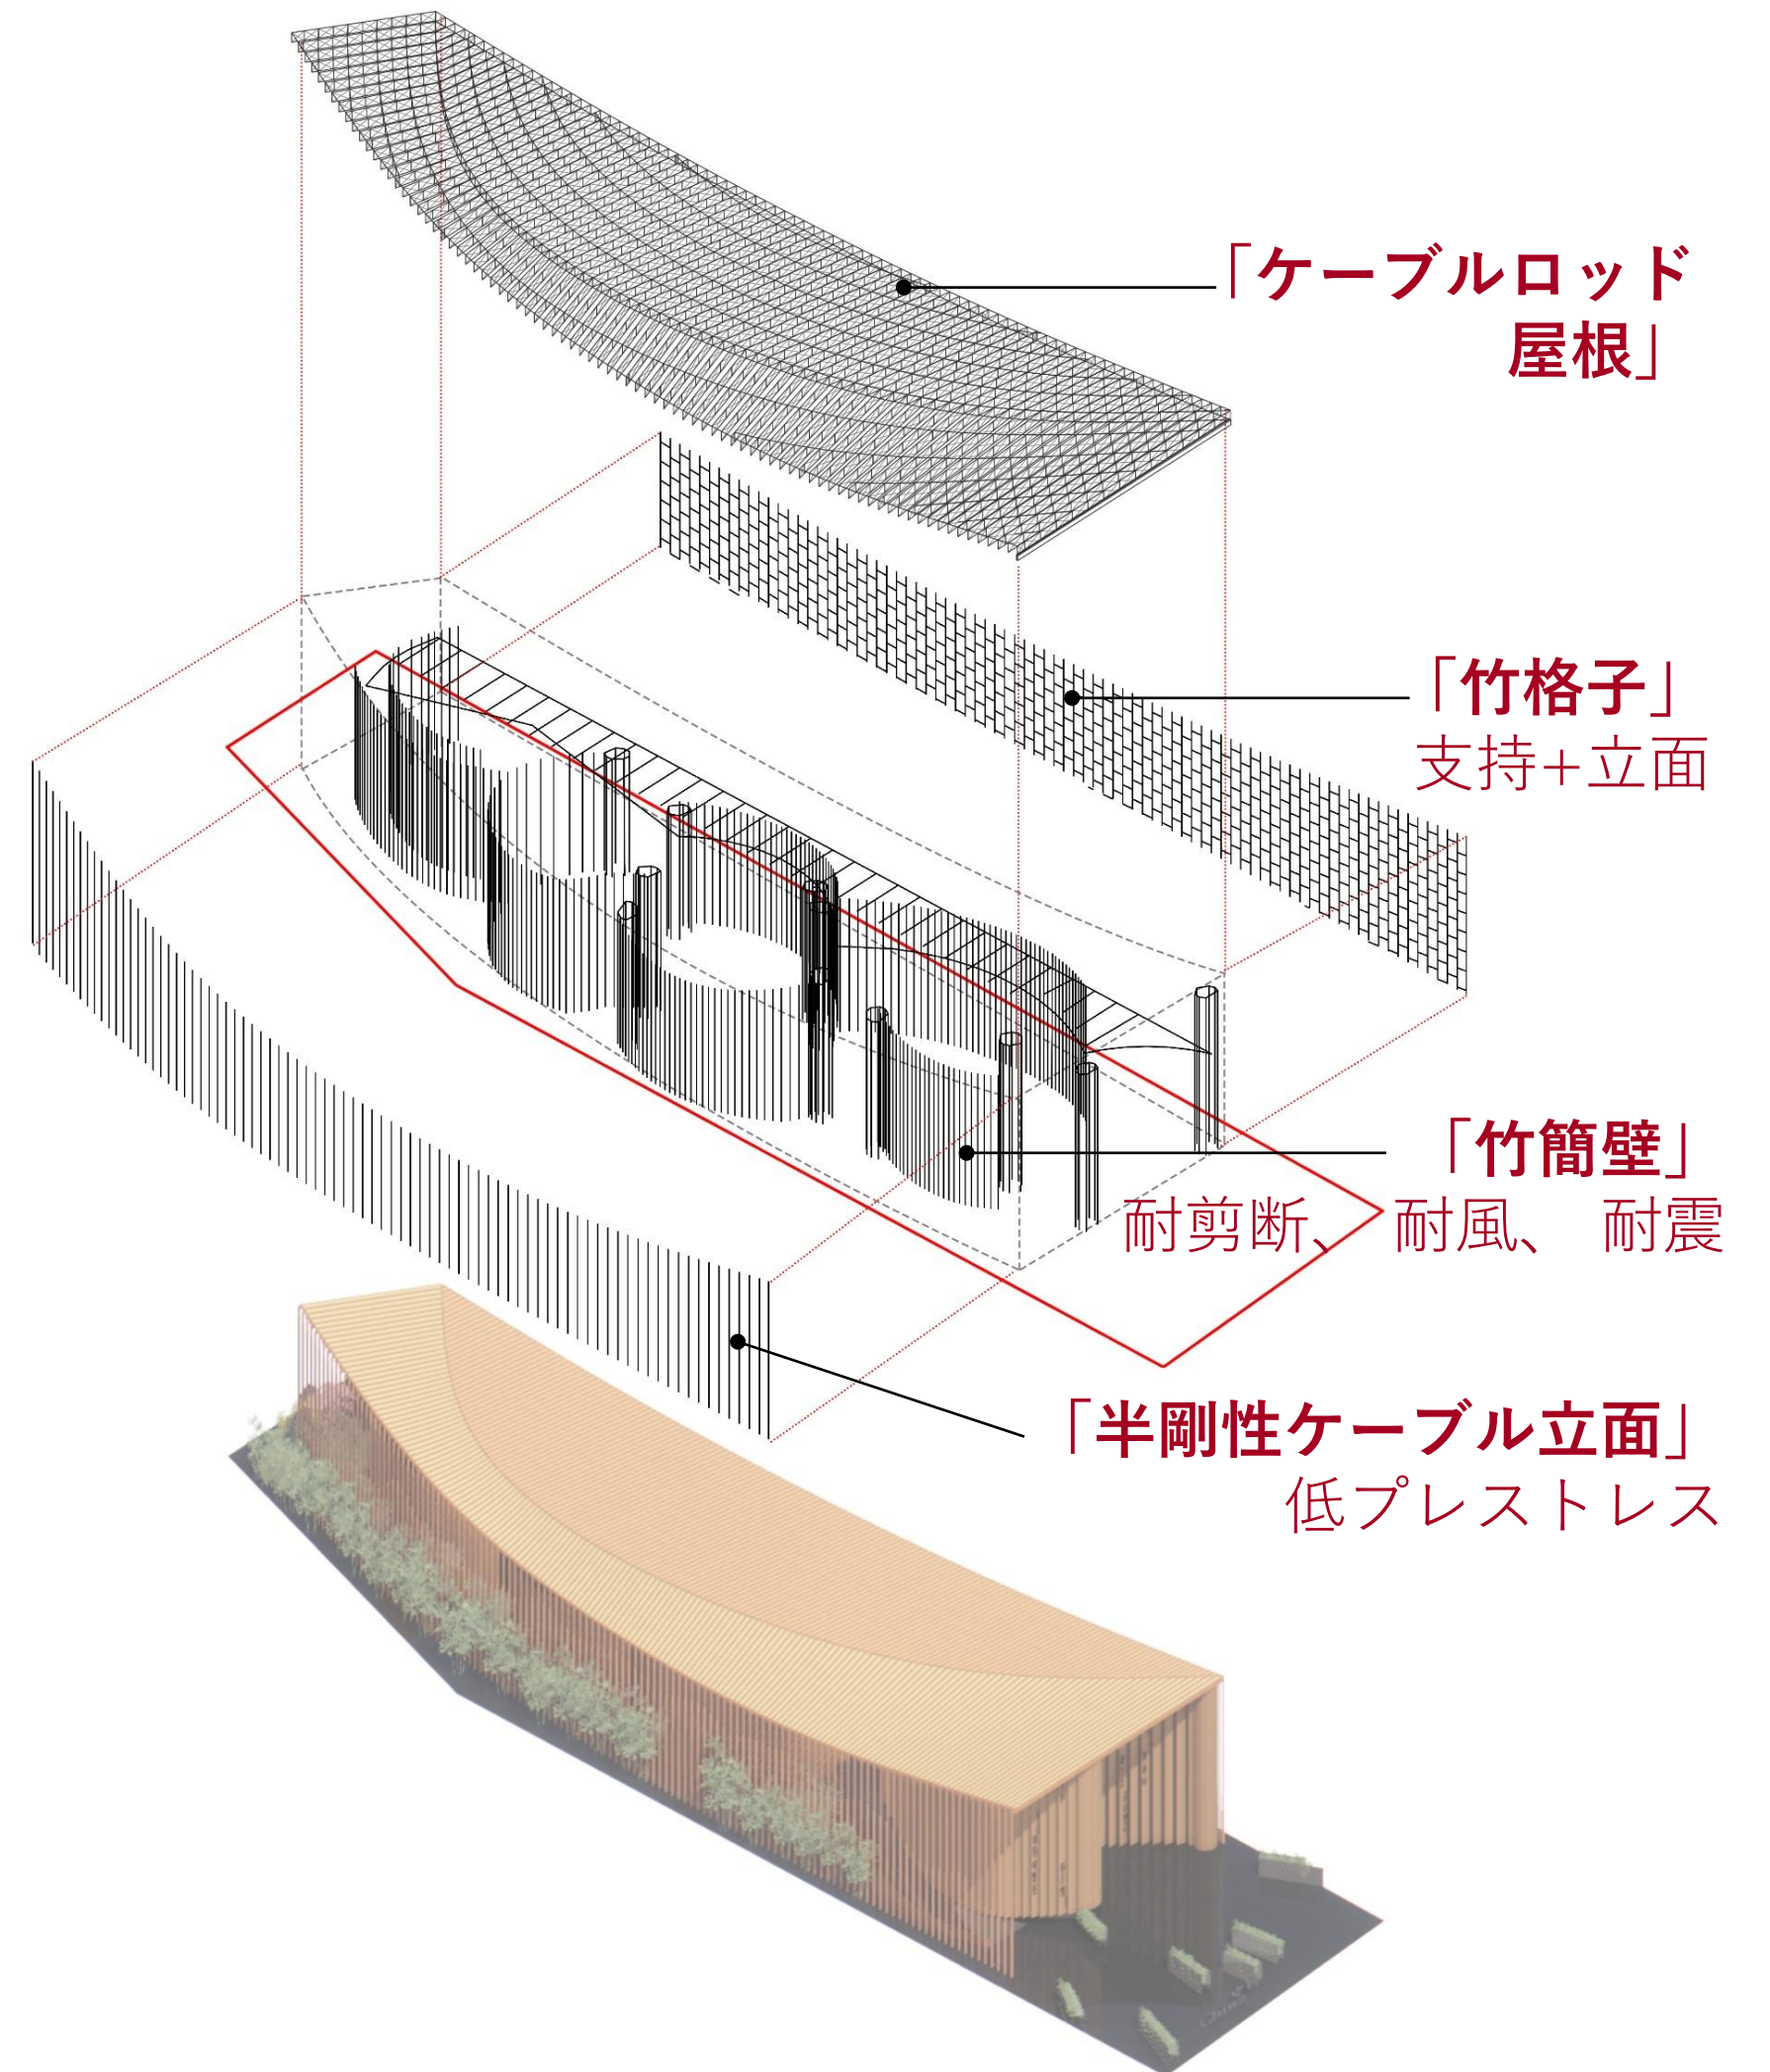 「ケーブルロッド
屋根」
「竹格子」
支持+立面
「竹簡壁」
耐剪断、 耐風、 耐震
「半剛性ケーブル立面」
低プレストレス